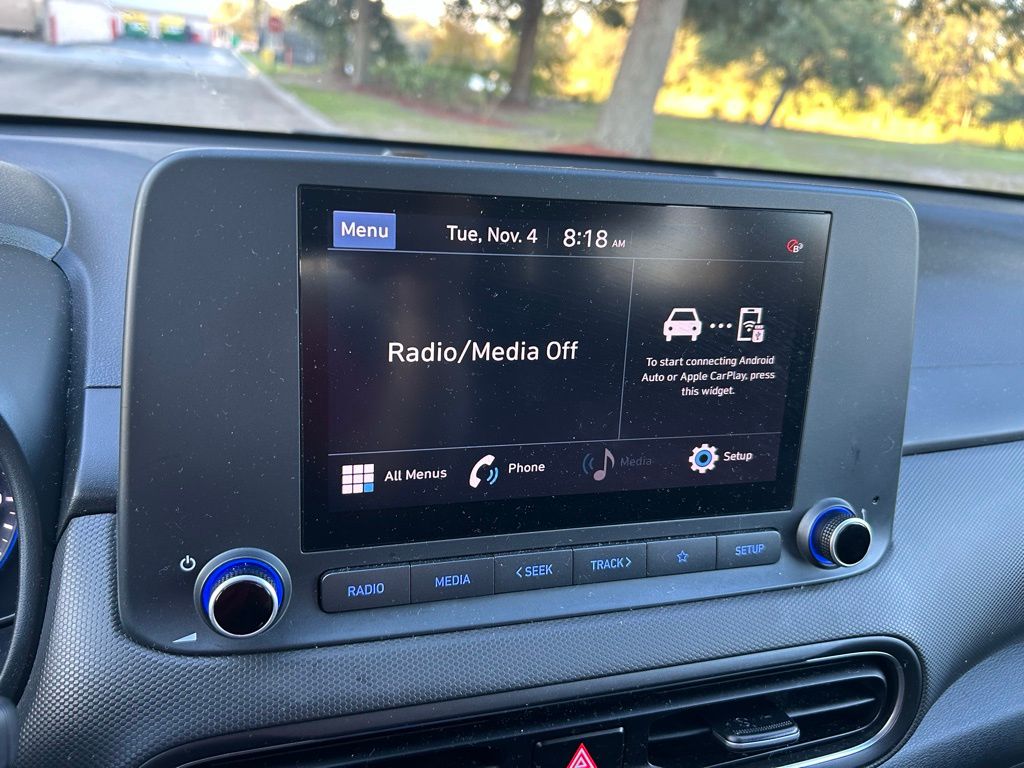 Menu
Tue, Nov. 4
8:18 AM
Radio/Media Off
To start connecting Android
Auto or Apple CarPlay, press
this widget.
All Menus
Phone
Media
Setup
RADIO
MEDIA
< SEEK
TRACK >
SETUP